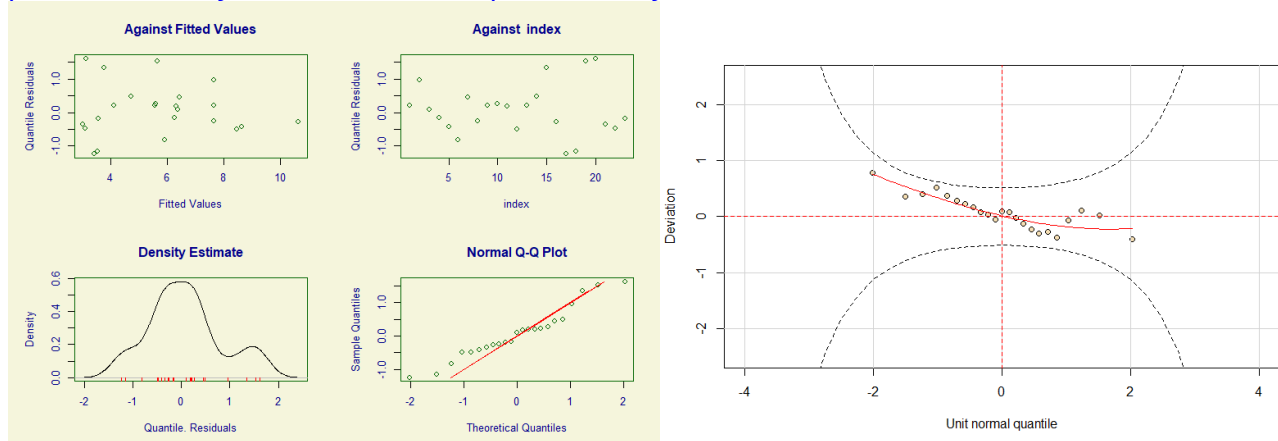 Against Fitted Values
Quantile Residuals
-1.0 0.0 1.0
4 6 8 10
Fitted Values
Against index
Quantile Residuals
-1.0 0.0 1.0
5 10 15 20
index
Density Estimate
Density
0.0 0.2 0.4 0.6
-2 -1 0 1 2
Quantile. Residuals
Normal Q-Q Plot
Sample Quantiles
-1.0 0.0 1.0
-2 -1 0 1 2
Theoretical Quantiles
Deviation
2
1
0
-1
-2
-4 -2 0 2 4
Unit normal quantile